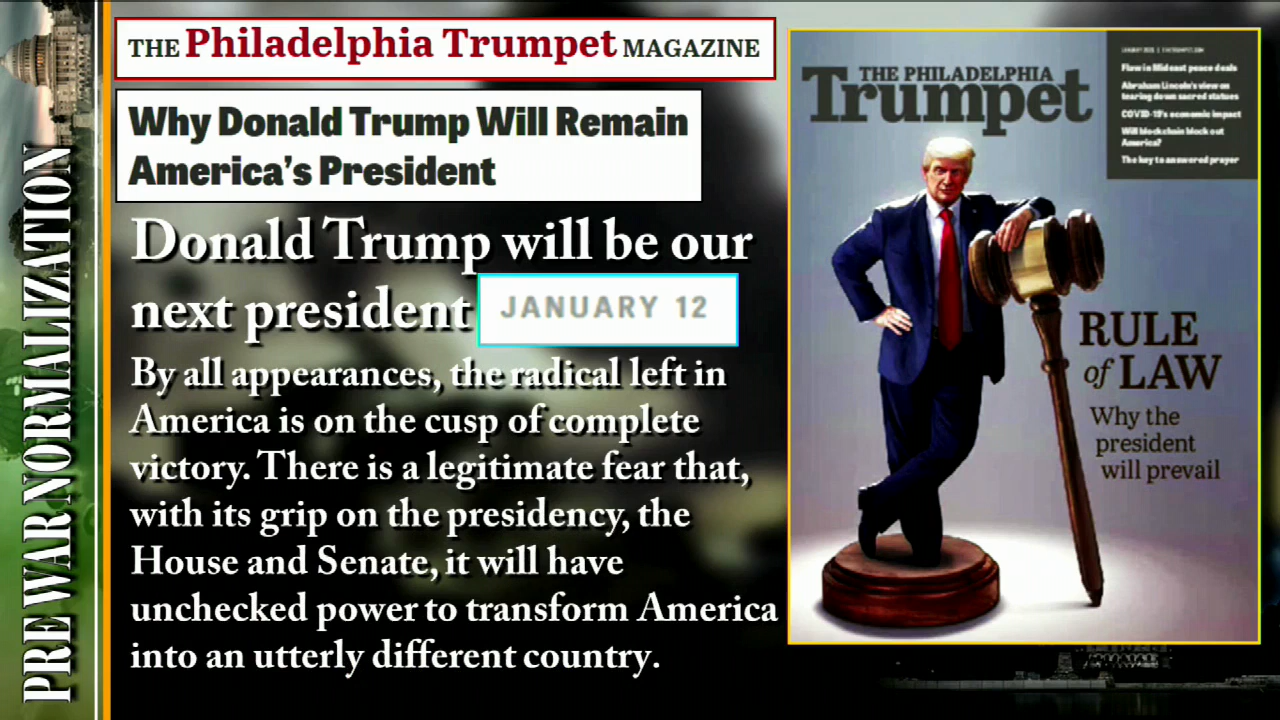 PRE WAR NORMALIZATION
THE Philadelphia Trumpet MAGAZINE
Why Donald Trump Will Remain
America's President
Donald Trump will be our
next president
JANUARY 12
By all appearances, the radical left in
America is on the cusp of complete
victory. There is a legitimate fear that,
with its grip on the presidency, the
House and Senate, it will have
unchecked power to transform America
into an utterly different country.
THE PHILADELPHIA
Trumpet
JANUARY 2021 | THETRUMPET.COM
Flaw in Mideast peace deals
Abraham Lincoln's view on
tearing down sacred statues
COVID-19's economic impact
Will blockchain block out
America?
The key to answered prayer
RULE
of LAW
Why the
president
will prevail